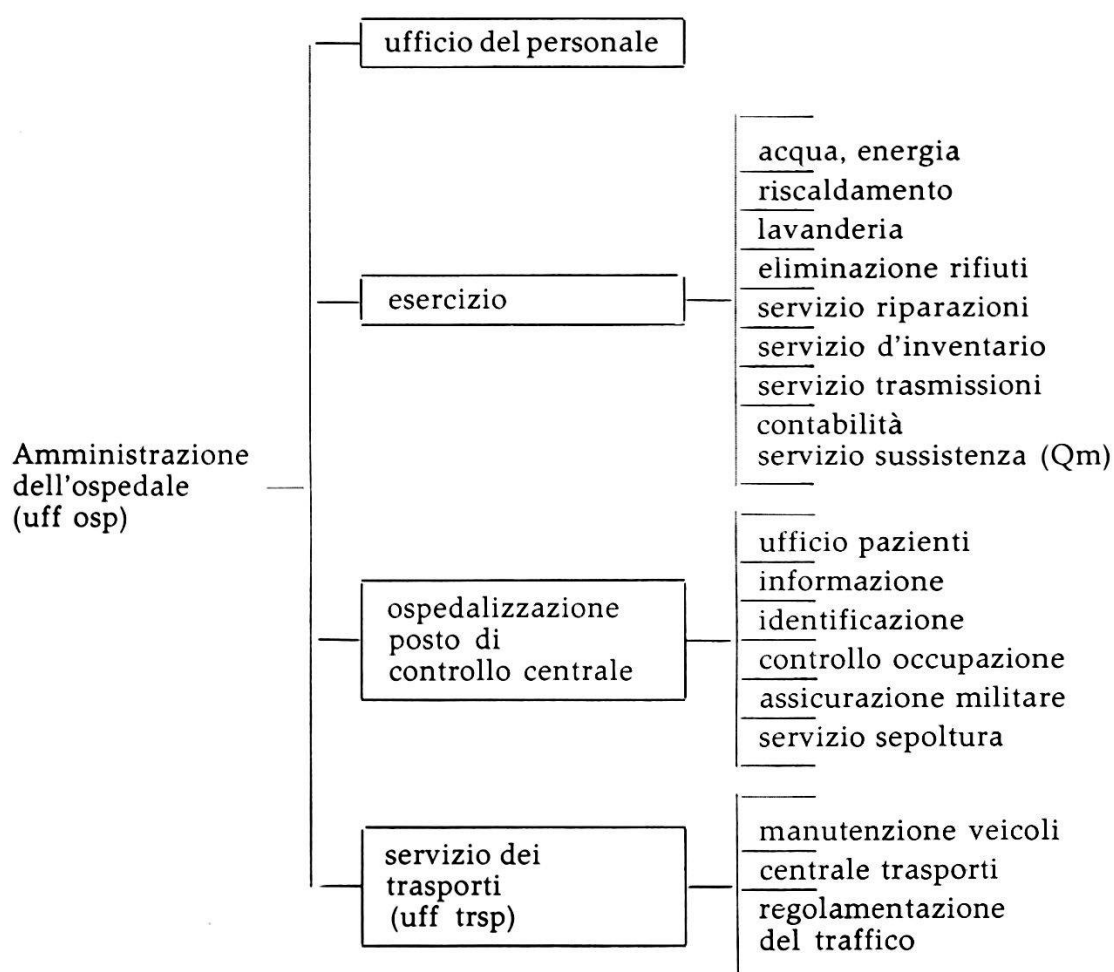 ufficio del personale
acqua, energia
riscaldamento
lavanderia
eliminazione rifiuti
esercizio
servizio riparazioni
servizio d'inventario
servizio trasmissioni
contabilità
servizio sussistenza (Qm)
Amministrazione
dell'ospedale
(uff osp)
ufficio pazienti
informazione
identificazione
controllo occupazione
assicurazione militare
servizio sepoltura
ospedalizzazione
posto di
controllo centrale
manutenzione veicoli
centrale trasporti
regolamentazione
del traffico
servizio dei
trasporti
(uff trsp)